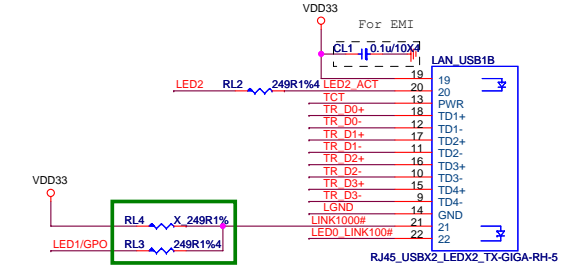 VDD33
For EMI
CL1 0.1u/10X4
LAN_USB1B
19 19
LED2 RL2 249R1%4 LED2_ACT 20 20
TCT 13 PWR
TR_D0+ 18 TD1+
TR_D0- 12 TD1-
TR_D1+ 17 TD2+
TR_D1- 11 TD2-
TR_D2+ 16 TD3+
TR_D2- 10 TD3-
TR_D3+ 15 TD4+
TR_D3- 9 TD4-
LGND 14 GND
VDD33
RL4 X_249R1% LINK1000# 21 21
LED1/GPO RL3 249R1%4 LED0_LINK100# 22 22
RJ45_USBX2_LEDX2_TX-GIGA-RH-5